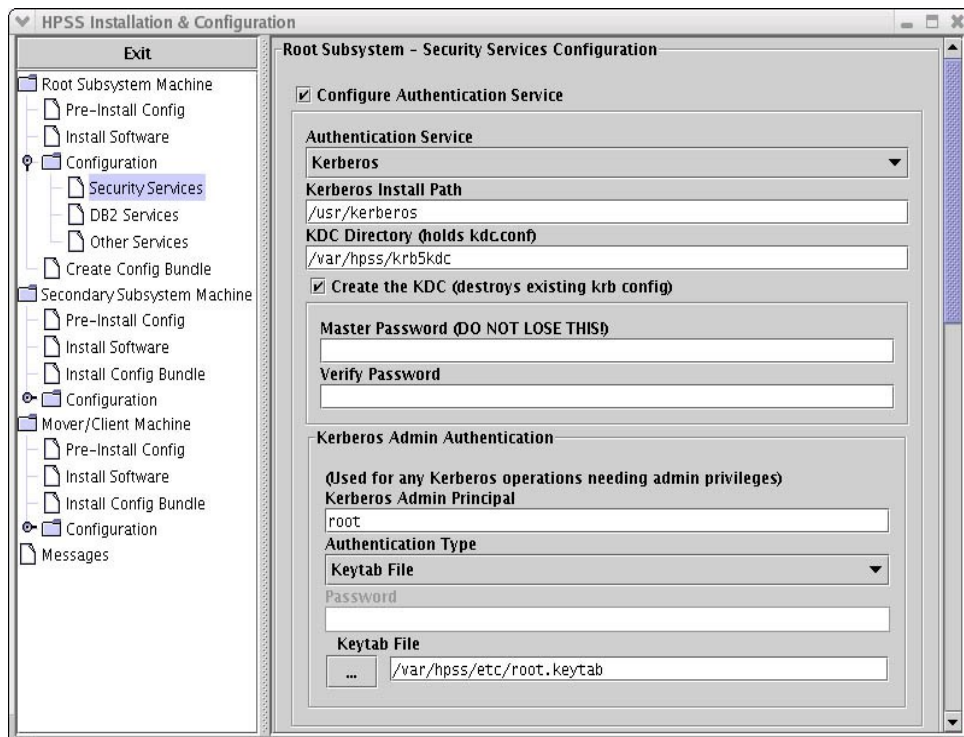 HPSS Installation & Configuration
Exit
Root Subsystem Machine
Pre-Install Config
Install Software
Configuration
Security Services
DB2 Services
Other Services
Create Config Bundle
Secondary Subsystem Machine
Pre-Install Config
Install Software
Install Config Bundle
Configuration
Mover/Client Machine
Pre-Install Config
Install Software
Install Config Bundle
Configuration
Messages
Root Subsystem - Security Services Configuration
Configure Authentication Service
Authentication Service
Kerberos
Kerberos Install Path
/usr/kerberos
KDC Directory (holds kdc.conf)
/var/hpss/krb5kdc
Create the KDC (destroys existing krb config)
Master Password (DO NOT LOSE THIS!)
Verify Password
Kerberos Admin Authentication
(Used for any Kerberos operations needing admin privileges)
Kerberos Admin Principal
root
Authentication Type
Keytab File
Password
Keytab File
...
/var/hpss/etc/root.keytab